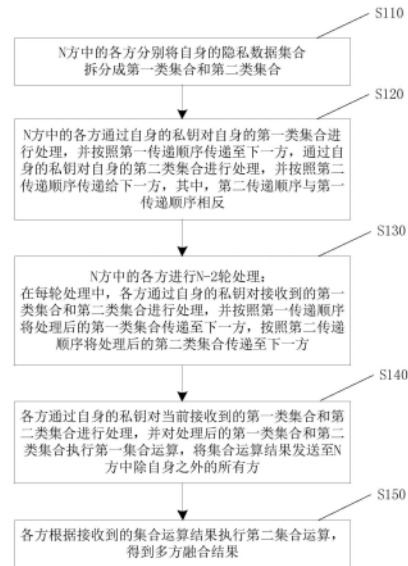 S110
N方中的各方分别将自身的隐私数据集合
拆分成第一类集合和第二类集合
S120
N方中的各方通过自身的私钥对自身的第一类集合进
行处理，并按照第一传递顺序传递至下一方，通过自
身的私钥对自身的第二类集合进行处理，并按照第二
传递顺序传递给下一方，其中，第二传递顺序与第一
传递顺序相反
S130
N方中的各方进行N-2轮处理：
在每轮处理中，各方通过自身的私钥对接收到的第一
类集合和第二类集合进行处理，并按照第一传递顺序
将处理后的第一类集合传递至下一方，按照第二传递
顺序将处理后的第二类集合传递至下一方
S140
各方通过自身的私钥对当前接收到的第一类集合和第
二类集合进行处理，并对处理后的第一类集合和第二
类集合执行第一集合运算，将集合运算结果发送至N
方中除自身之外的所有方
S150
各方根据接收到的集合运算结果执行第二集合运算，
得到多方融合结果